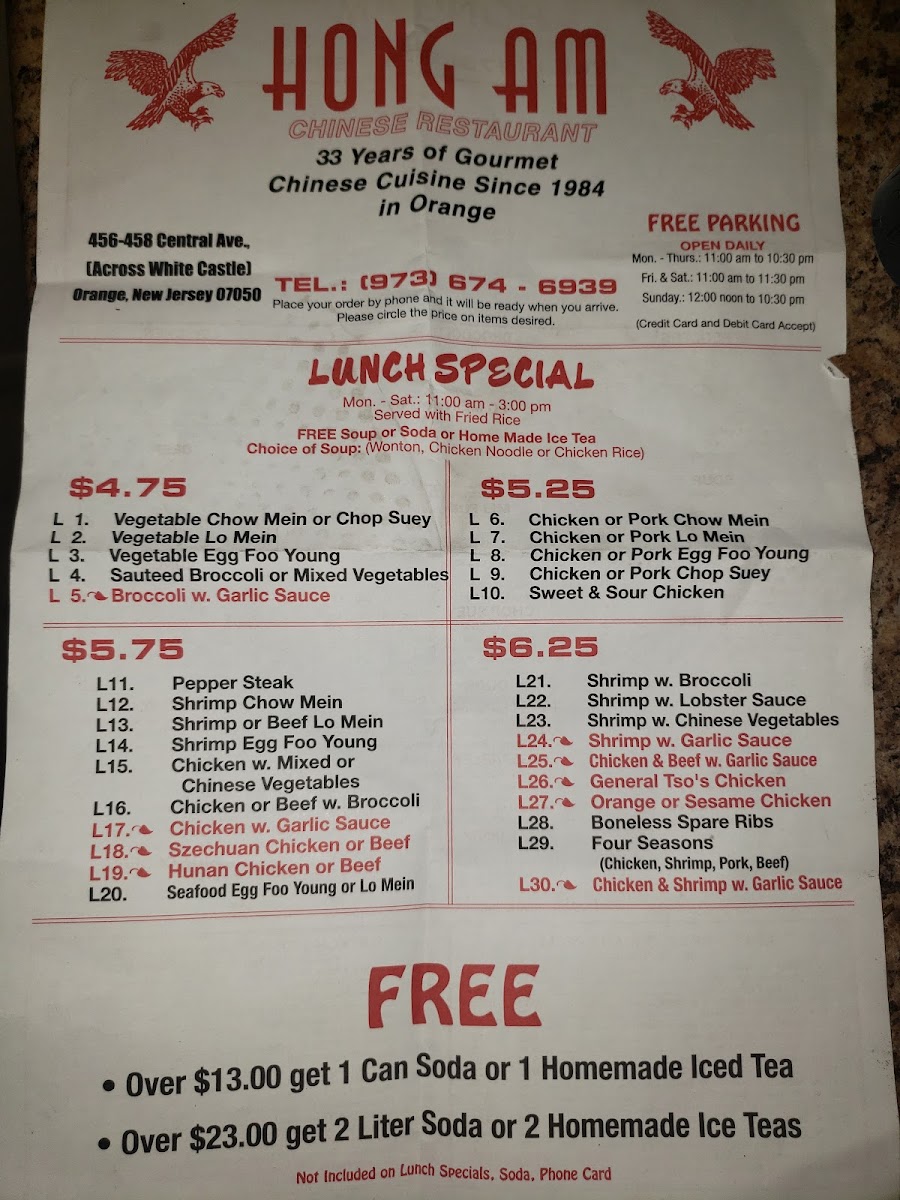 HONG AM
CHINESE RESTAURANT
33 Years of Gourmet
Chinese Cuisine Since 1984
in Orange
456-458 Central Ave.,
(Across White Castle)
Orange, New Jersey 07050
TEL.: (973) 674 - 6939
Place your order by phone and it will be ready when you arrive.
Please circle the price on items desired.
FREE PARKING
OPEN DAILY
Mon. - Thurs.: 11:00 am to 10:30 pm
Fri. & Sat.: 11:00 am to 11:30 pm
Sunday.: 12:00 noon to 10:30 pm
(Credit Card and Debit Card Accept)
LUNCH SPECIAL
Mon. - Sat.: 11:00 am - 3:00 pm
Served with Fried Rice
FREE Soup or Soda or Home Made Ice Tea
Choice of Soup: (Wonton, Chicken Noodle or Chicken Rice)
$4.75
L 1. Vegetable Chow Mein or Chop Suey
L 2. Vegetable Lo Mein
L 3. Vegetable Egg Foo Young
L 4. Sauteed Broccoli or Mixed Vegetables
L 5. Broccoli w. Garlic Sauce
$5.25
L 6. Chicken or Pork Chow Mein
L 7. Chicken or Pork Lo Mein
L 8. Chicken or Pork Egg Foo Young
L 9. Chicken or Pork Chop Suey
L10. Sweet & Sour Chicken
$5.75
L11. Pepper Steak
L12. Shrimp Chow Mein
L13. Shrimp or Beef Lo Mein
L14. Shrimp Egg Foo Young
L15. Chicken w. Mixed or
Chinese Vegetables
L16. Chicken or Beef w. Broccoli
L17. Chicken w. Garlic Sauce
L18. Szechuan Chicken or Beef
L19. Hunan Chicken or Beef
L20. Seafood Egg Foo Young or Lo Mein
$6.25
L21. Shrimp w. Broccoli
L22. Shrimp w. Lobster Sauce
L23. Shrimp w. Chinese Vegetables
L24. Shrimp w. Garlic Sauce
L25. Chicken & Beef w. Garlic Sauce
L26. General Tso's Chicken
L27. Orange or Sesame Chicken
L28. Boneless Spare Ribs
L29. Four Seasons
(Chicken, Shrimp, Pork, Beef)
L30. Chicken & Shrimp w. Garlic Sauce
FREE
• Over $13.00 get 1 Can Soda or 1 Homemade Iced Tea
• Over $23.00 get 2 Liter Soda or 2 Homemade Ice Teas
Not Included on Lunch Specials, Soda, Phone Card